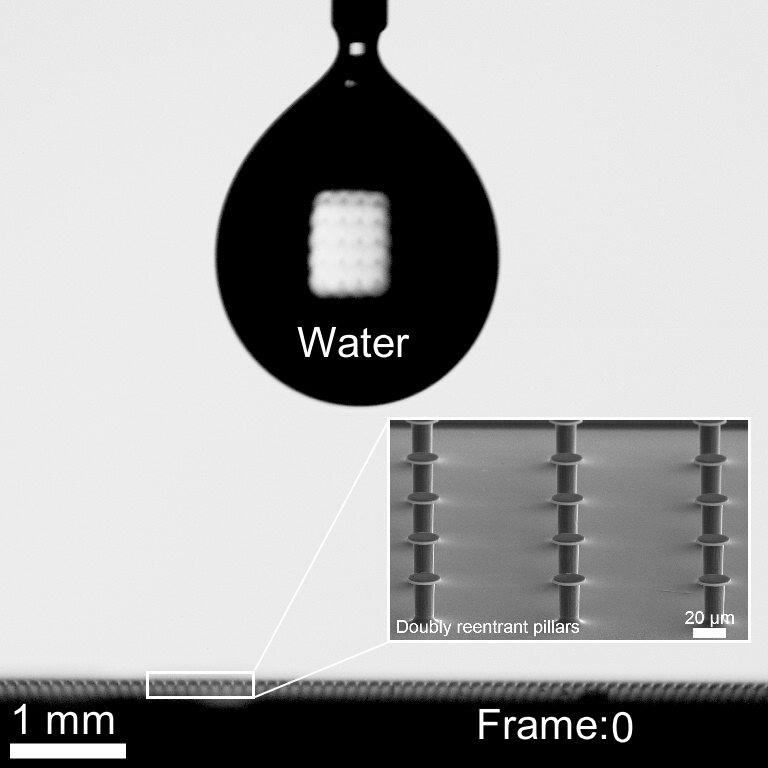 Water
20 µm
Doubly reentrant pillars
1 mm
Frame:0